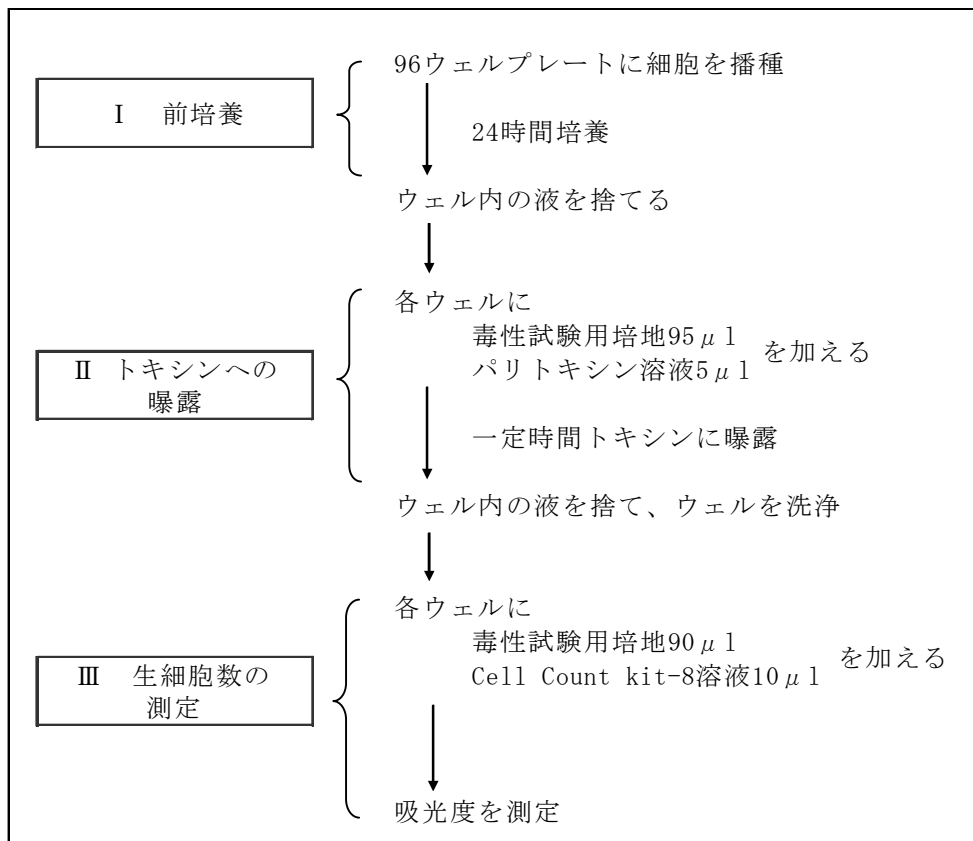 96ウェルプレートに細胞を播種
Ⅰ 前培養
24時間培養
ウェル内の液を捨てる
各ウェルに
毒性試験用培地95μl
パリトキシン溶液5μl
を加える
Ⅱ トキシンへの
曝露
一定時間トキシンに曝露
ウェル内の液を捨て、ウェルを洗浄
各ウェルに
毒性試験用培地90μl
Cell Count kit-8溶液10μl
を加える
Ⅲ 生細胞数の
測定
吸光度を測定